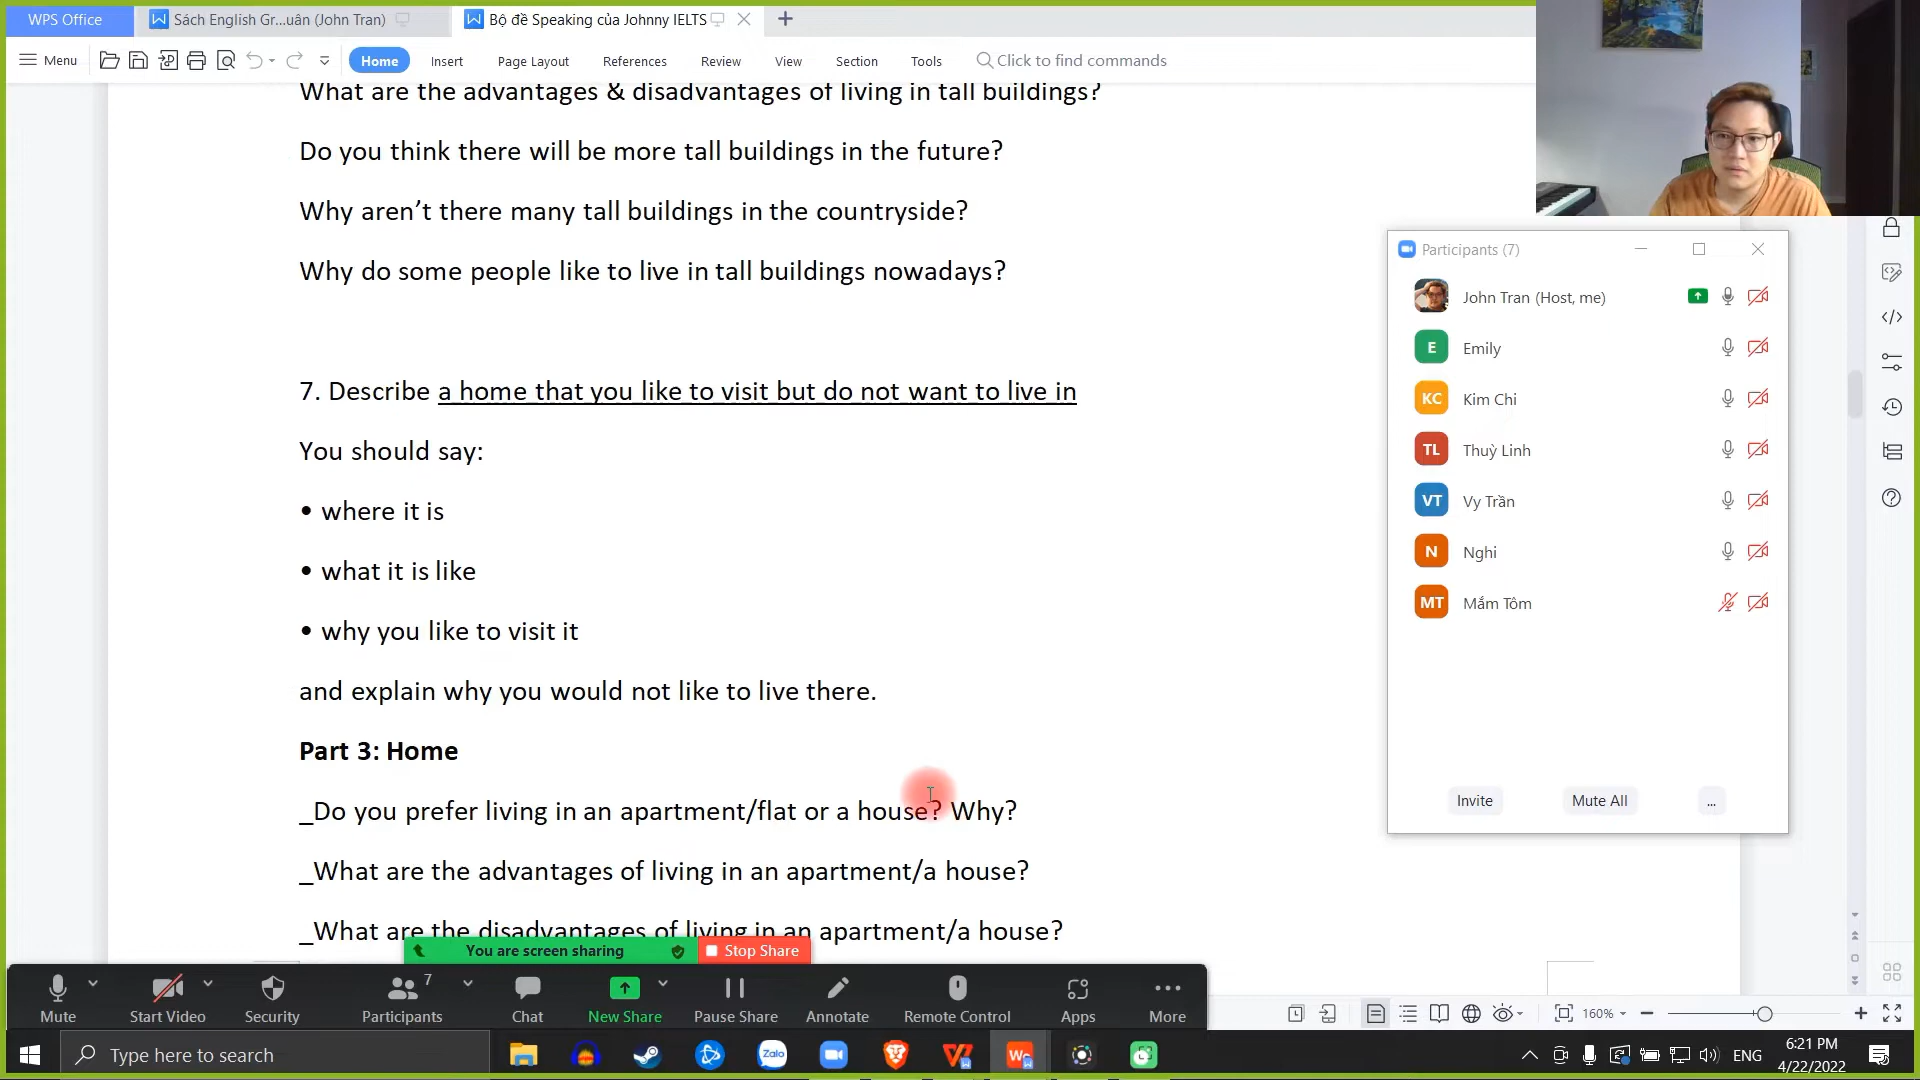 WPS Office
Sách English Gr...uân (John Tran)
Bộ đề Speaking của Johnny IELTS
Menu
Home
Insert
Page Layout
References
Review
View
Section
Tools
Click to find commands
What are the advantages & disadvantages of living in tall buildings?
Do you think there will be more tall buildings in the future?
Why aren't there many tall buildings in the countryside?
Why do some people like to live in tall buildings nowadays?
7. Describe a home that you like to visit but do not want to live in
You should say:
• where it is
• what it is like
• why you like to visit it
and explain why you would not like to live there.
Part 3: Home
_Do you prefer living in an apartment/flat or a house? Why?
_What are the advantages of living in an apartment/a house?
_What are the disadvantages of living in an apartment/a house?
Participants (7)
John Tran (Host, me)
E Emily
KC Kim Chi
TL Thuỳ Linh
VT Vy Trần
N Nghi
MT Mắm Tôm
Invite
Mute All
...
You are screen sharing
Stop Share
7
Mute
Start Video
Security
Participants
Chat
New Share
Pause Share
Annotate
Remote Control
Apps
More
160%
Type here to search
Zalo
ENG
6:21 PM
4/22/2022